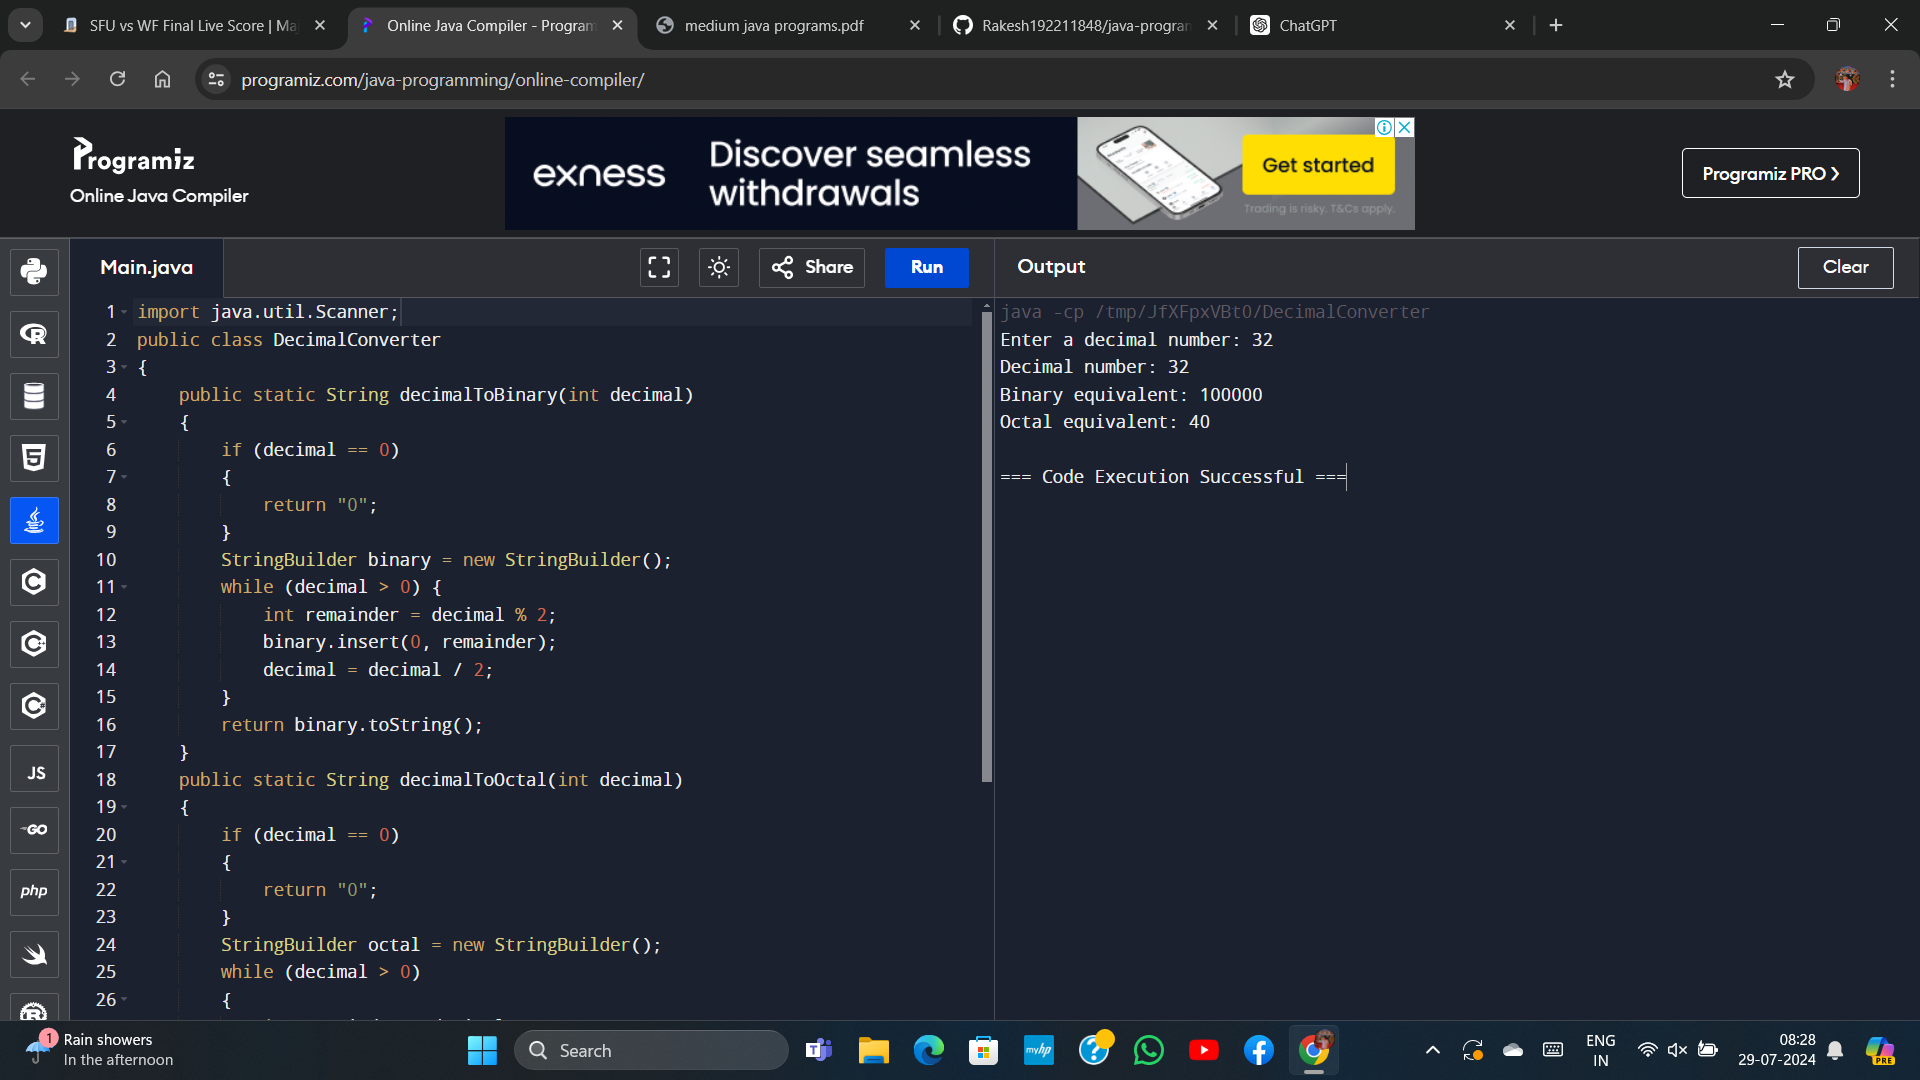 SFU vs WF Final Live Score | Ma
Online Java Compiler - Program
medium java programs.pdf
Rakesh192211848/java-program
ChatGPT
programiz.com/java-programming/online-compiler/
Programiz
Online Java Compiler
exness
Discover seamless
withdrawals
Get started
Trading is risky. T&Cs apply.
Programiz PRO ❯
Main.java
Share
Run
Output
Clear
1 import java.util.Scanner;
2 public class DecimalConverter
3 {
4 public static String decimalToBinary(int decimal)
5 {
6 if (decimal == 0)
7 {
8 return "0";
9 }
10 StringBuilder binary = new StringBuilder();
11 while (decimal > 0) {
12 int remainder = decimal % 2;
13 binary.insert(0, remainder);
14 decimal = decimal / 2;
15 }
16 return binary.toString();
17 }
18 public static String decimalToOctal(int decimal)
19 {
20 if (decimal == 0)
21 {
22 return "0";
23 }
24 StringBuilder octal = new StringBuilder();
25 while (decimal > 0)
26 {
java -cp /tmp/JfXFpxVBt0/DecimalConverter
Enter a decimal number: 32
Decimal number: 32
Binary equivalent: 100000
Octal equivalent: 40
=== Code Execution Successful ===
JS
GO
php
1
Rain showers
In the afternoon
Search
myhp
ENG
IN
08:28
29-07-2024
PRE